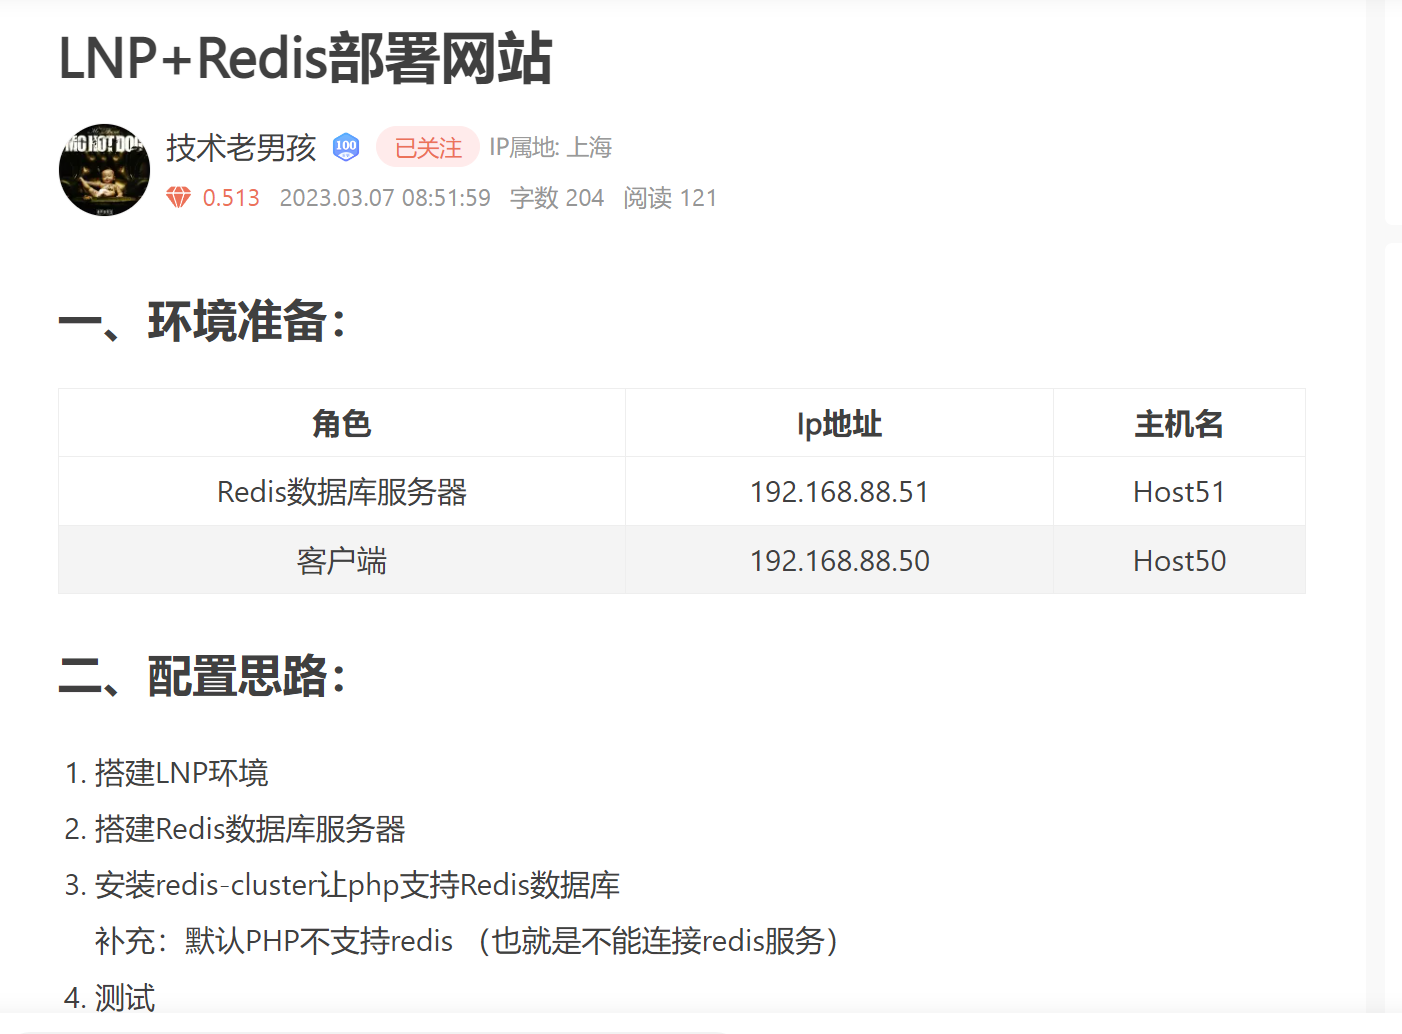 LNP+Redis部署网站
MC HOT DOG
技术老男孩 100 已关注 IP属地: 上海
0.513 2023.03.07 08:51:59 字数 204 阅读 121
一、环境准备：
角色 Ip地址 主机名
Redis数据库服务器 192.168.88.51 Host51
客户端 192.168.88.50 Host50
二、配置思路：
1. 搭建LNP环境
2. 搭建Redis数据库服务器
3. 安装redis-cluster让php支持Redis数据库
补充：默认PHP不支持redis （也就是不能连接redis服务）
4. 测试